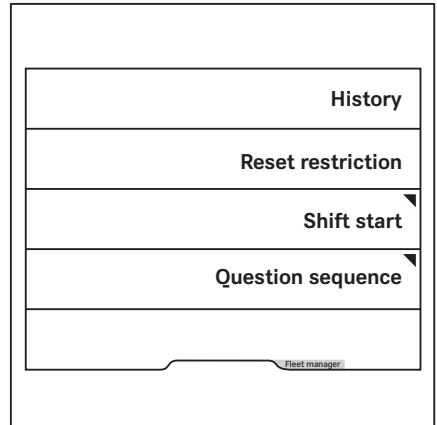 History
Reset restriction
Shift start
Question sequence
Fleet manager